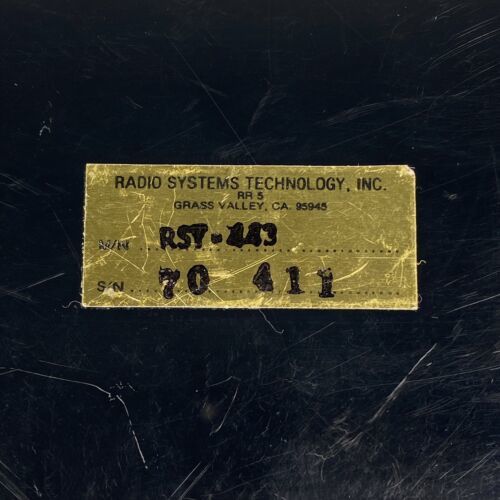 RADIO SYSTEMS TECHNOLOGY, INC.
RR 5
GRASS VALLEY, CA. 95945
M/N RST-443
S/N 70 411